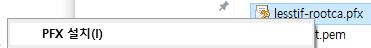 lesstif-rootca.pfx
PFX 설치(I)
t.pem